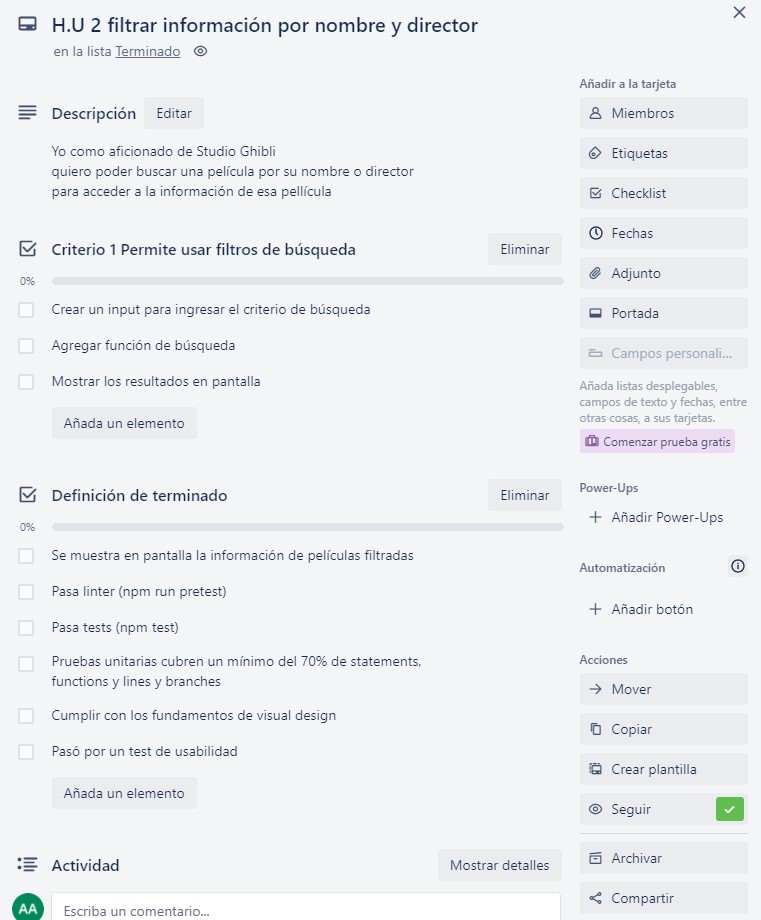 H.U 2 filtrar información por nombre y director
en la lista Terminado
Descripción
Editar
Yo como aficionado de Studio Ghibli
quiero poder buscar una película por su nombre o director
para acceder a la información de esa pellícula
Criterio 1 Permite usar filtros de búsqueda
Eliminar
0%
Crear un input para ingresar el criterio de búsqueda
Agregar función de búsqueda
Mostrar los resultados en pantalla
Añada un elemento
Definición de terminado
Eliminar
0%
Se muestra en pantalla la información de películas filtradas
Pasa linter (npm run pretest)
Pasa tests (npm test)
Pruebas unitarias cubren un mínimo del 70% de statements,
functions y lines y branches
Cumplir con los fundamentos de visual design
Pasó por un test de usabilidad
Añada un elemento
Actividad
Mostrar detalles
AA
Escriba un comentario...
Añadir a la tarjeta
Miembros
Etiquetas
Checklist
Fechas
Adjunto
Portada
Campos personali...
Añada listas desplegables,
campos de texto y fechas, entre
otras cosas, a sus tarjetas.
Comenzar prueba gratis
Power-Ups
Añadir Power-Ups
Automatización
Añadir botón
Acciones
Mover
Copiar
Crear plantilla
Seguir
Archivar
Compartir